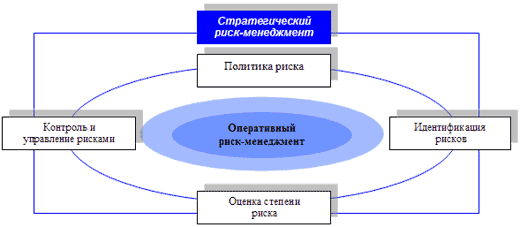 Стратегический
риск-менеджмент
Политика риска
Контроль и
управление рисками
Оперативный
риск-менеджмент
Идентификация
рисков
Оценка степени
риска